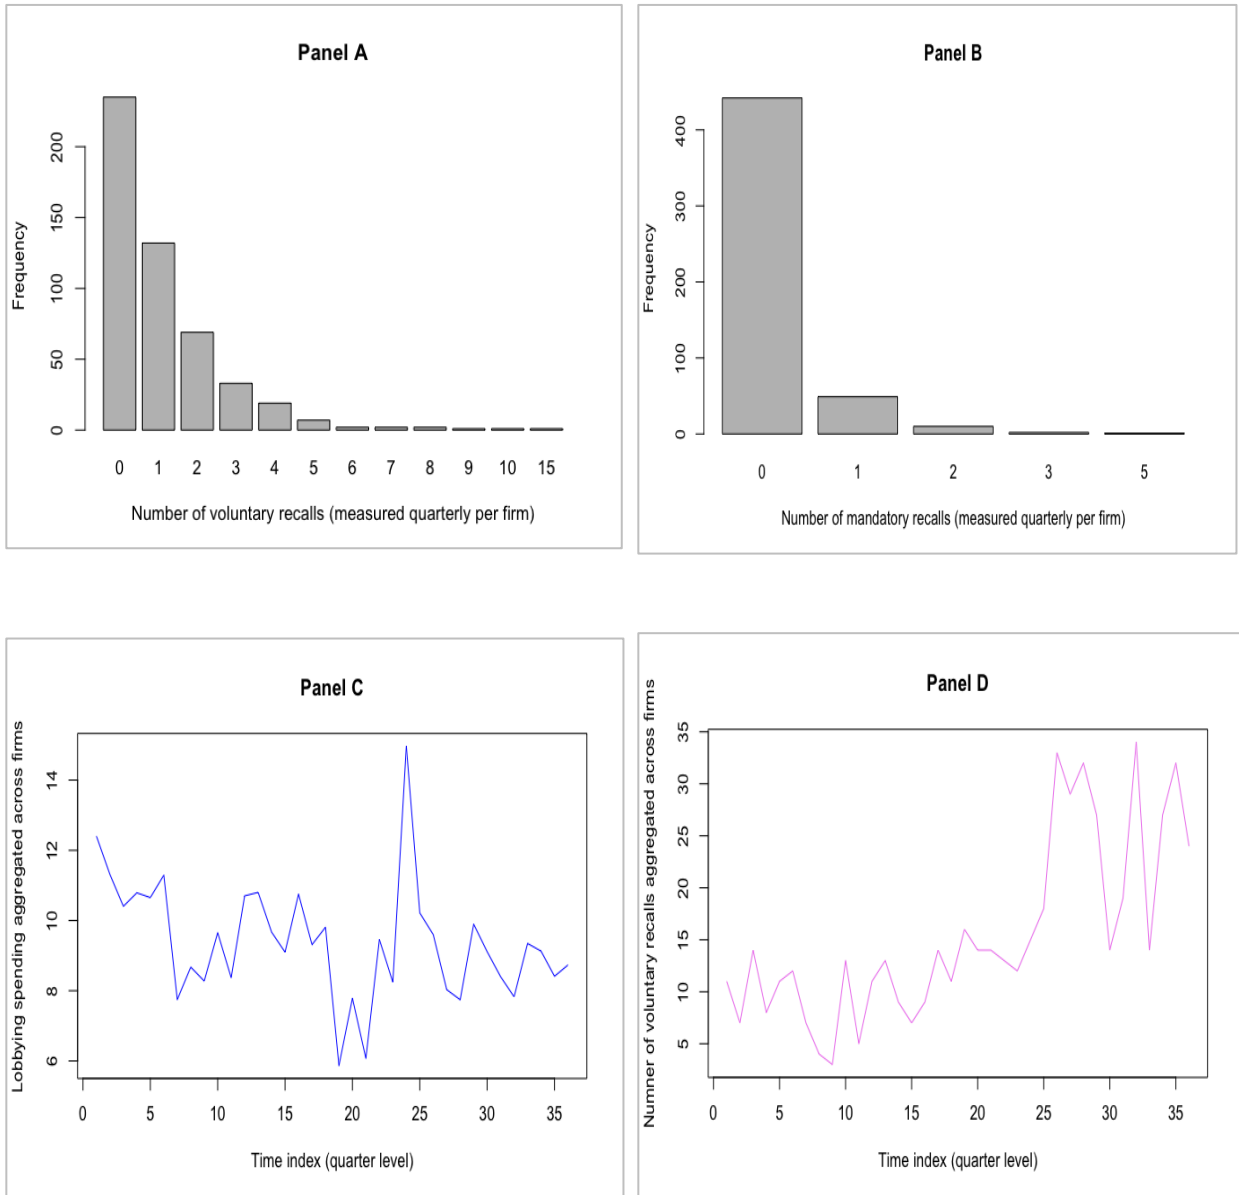 Panel A
Frequency
200
150
100
50
0
0 1 2 3 4 5 6 7 8 9 10 15
Number of voluntary recalls (measured quarterly per firm)
Panel B
Frequency
400
300
200
100
0
0 1 2 3 5
Number of mandatory recalls (measured quarterly per firm)
Panel C
Lobbying spending aggregated across firms
14
12
10
8
6
0 5 10 15 20 25 30 35
Time index (quarter level)
Panel D
Numner of voluntary recalls aggregated across firms
35
30
25
20
15
10
5
0 5 10 15 20 25 30 35
Time index (quarter level)